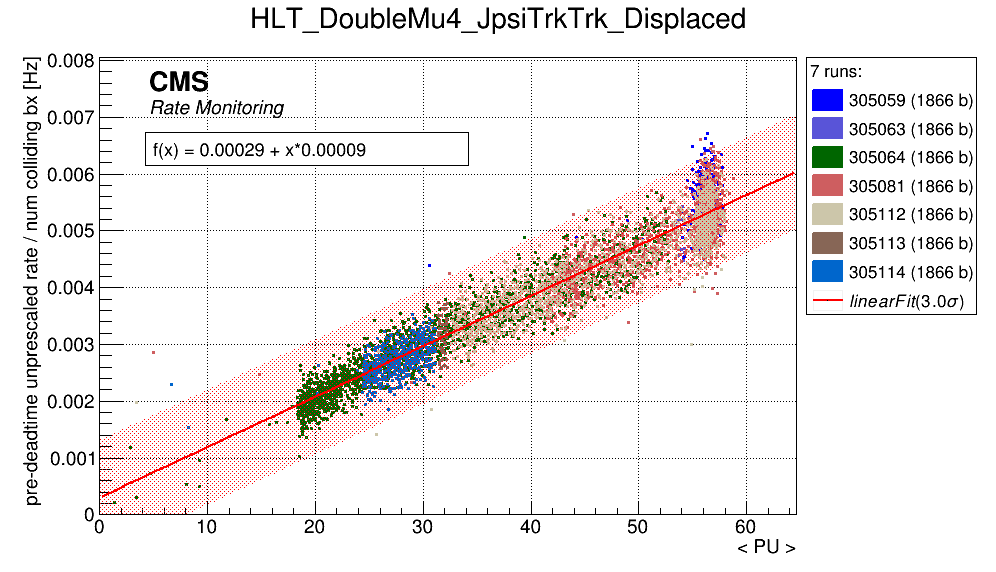 HLT_DoubleMu4_JpsiTrkTrk_Displaced
pre-deadtime unprescaled rate / num colliding bx [Hz]
0.008
0.007
0.006
0.005
0.004
0.003
0.002
0.001
0
CMS
Rate Monitoring
f(x) = 0.00029 + x*0.00009
0 10 20 30 40 50 60
< PU >
7 runs:
305059 (1866 b)
305063 (1866 b)
305064 (1866 b)
305081 (1866 b)
305112 (1866 b)
305113 (1866 b)
305114 (1866 b)
linearFit(3.0σ)